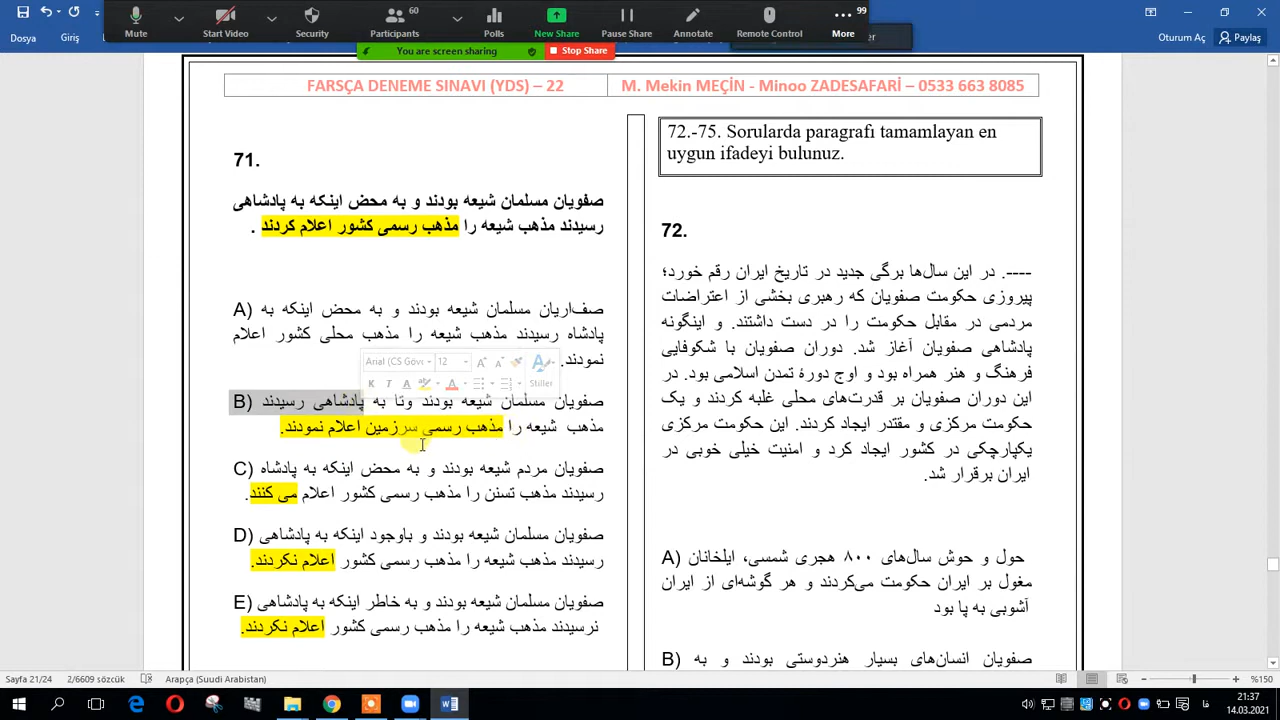 Dosya
Giriş
Mute
Start Video
Security
Participants
60
Polls
New Share
Pause Share
Annotate
Remote Control
More
99
er
Oturum Aç
Paylaş
You are screen sharing
Stop Share
FARSÇA DENEME SINAVI (YDS) – 22
M. Mekin MEÇİN - Minoo ZADESAFARİ – 0533 663 8085
71.
صفویان مسلمان شیعه بودند و به محض اینکه به پادشاهی
رسیدند مذهب شیعه را مذهب رسمی کشور اعلام کردند .
A) صفاریان مسلمان شیعه بودند و به محض اینکه به
پادشاه رسیدند مذهب شیعه را مذهب محلی کشور اعلام
نمودند.
Arial (CS Göv
12
K T A
Stiller
B) صفویان مسلمان شیعه بودند وتا به پادشاهی رسیدند
مذهب شیعه را مذهب رسمی سرزمین اعلام نمودند.
C) صفویان مردم شیعه بودند و به محض اینکه به پادشاه
رسیدند مذهب تسنن را مذهب رسمی کشور اعلام می کنند.
D) صفویان مسلمان شیعه بودند و باوجود اینکه به پادشاهی
رسیدند مذهب شیعه را مذهب رسمی کشور اعلام نکردند.
E) صفویان مسلمان شیعه بودند و به خاطر اینکه به پادشاهی
نرسیدند مذهب شیعه را مذهب رسمی کشور اعلام نکردند.
72.-75. Sorularda paragrafı tamamlayan en
uygun ifadeyi bulunuz.
72.
----. در این سال‌ها برگی جدید در تاریخ ایران رقم خورد؛
پیروزی حکومت صفویان که رهبری بخشی از اعتراضات
مردمی در مقابل حکومت را در دست داشتند. و اینگونه
پادشاهی صفویان آغاز شد. دوران صفویان با شکوفایی
فرهنگ و هنر همراه بود و اوج دورهٔ تمدن اسلامی بود. در
این دوران صفویان بر قدرت‌های محلی غلبه کردند و یک
حکومت مرکزی و مقتدر ایجاد کردند. این حکومت مرکزی
یکپارچکی در کشور ایجاد کرد و امنیت خیلی خوبی در
ایران برقرار شد.
A) حول و حوش سال‌های ۸۰۰ هجری شمسی، ایلخانان
مغول بر ایران حکومت می‌کردند و هر گوشه‌ای از ایران
آشوبی به پا بود
B) صفویان انسان‌های بسیار هنردوستی بودند و به
Sayfa 21/24
2/6609 sözcük
Arapça (Suudi Arabistan)
%150
فا
21:37
14.03.2021